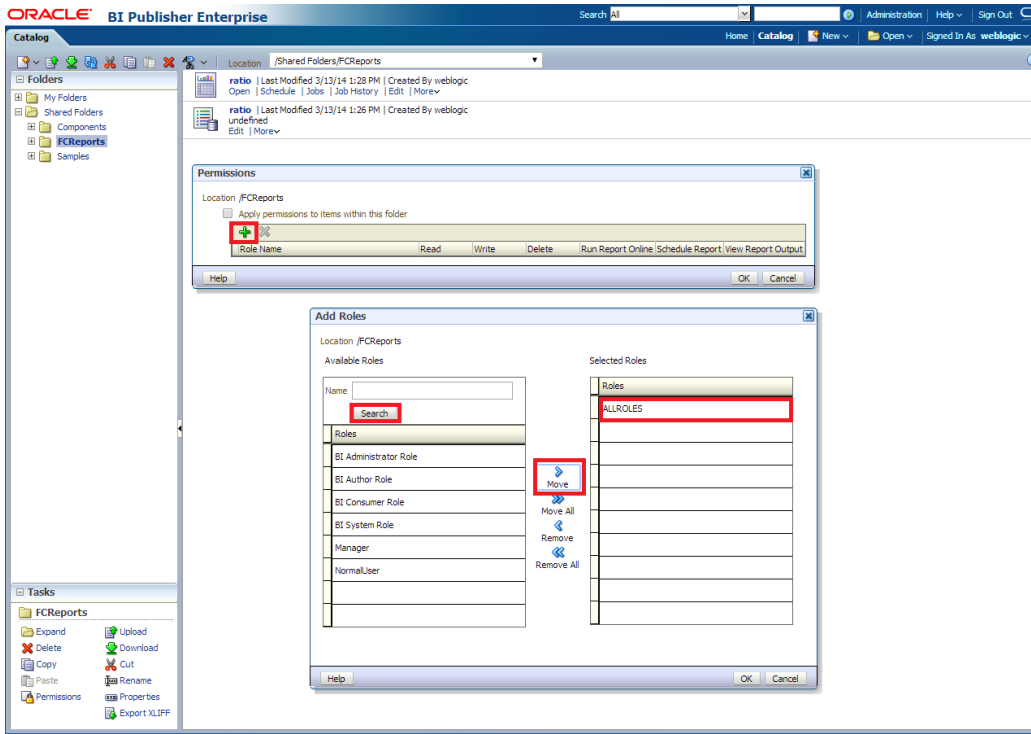 ORACLE BI Publisher Enterprise Search All Administration Help Sign Out
Catalog Home Catalog New Open Signed In As weblogic
Location /Shared Folders/FCReports
Folders
My Folders
Shared Folders
Components
FCReports
Samples
ratio | Last Modified 3/13/14 1:28 PM | Created By weblogic
Open | Schedule | Jobs | Job History | Edit | More
ratio | Last Modified 3/13/14 1:26 PM | Created By weblogic
undefined
Edit | More
Permissions
Location /FCReports
Apply permissions to items within this folder
Role Name Read Write Delete Run Report Online Schedule Report View Report Output
Help OK Cancel
Add Roles
Location /FCReports
Available Roles Selected Roles
Name
Search
Roles
BI Administrator Role
BI Author Role
BI Consumer Role
BI System Role
Manager
NormalUser
Move
Move All
Remove
Remove All
Roles
ALLROLES
Help OK Cancel
Tasks
FCReports
Expand Upload
Delete Download
Copy Cut
Paste Rename
Permissions Properties
Export XLIFF